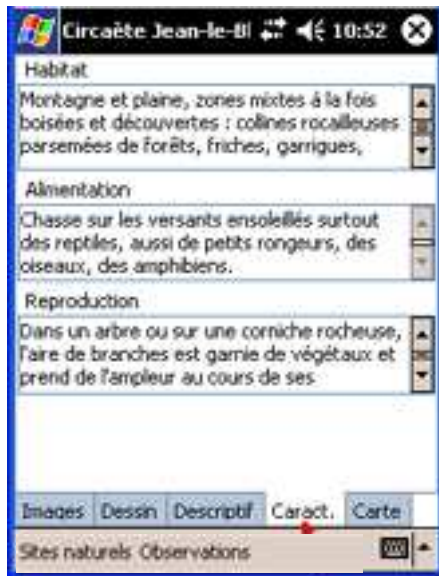 Circaète Jean-le-Bl 10:52
Habitat
Montagne et plaine, zones mixtes à la fois
boisées et découvertes : collines rocailleuses
parsemées de forêts, friches, garrigues,
Alimentation
Chasse sur les versants ensoleillés surtout
des reptiles, aussi de petits rongeurs, des
oiseaux, des amphibiens.
Reproduction
Dans un arbre ou sur une corniche rocheuse,
l'aire de branches est garnie de végétaux et
prend de l'ampleur au cours de ses
Images Dessin Descriptif Caract. Carte
Sites naturels Observations